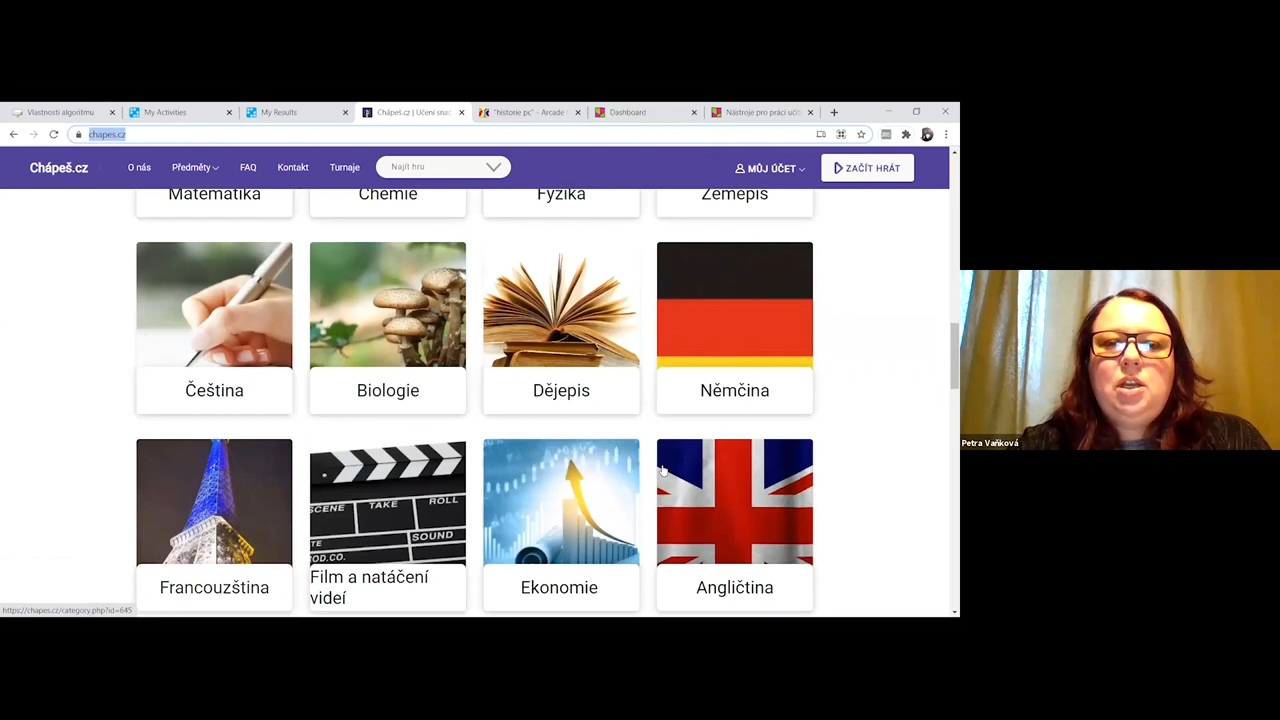 Vlastnosti algoritmu
My Activities
My Results
Chápeš.cz | Učení snad
"historie pc" - Arcade
Dashboard
Nástroje pro práci učit
chapes.cz
Chápeš.cz
O nás
Předměty
FAQ
Kontakt
Turnaje
Najít hru
MŮJ ÚČET
ZAČÍT HRÁT
Matematika
Chemie
Fyzika
Zeměpis
Čeština
Biologie
Dějepis
Němčina
SCENE TAKE ROLL
SOUND
OD.CO.
Francouzština
Film a natáčení
videí
Ekonomie
Angličtina
https://chapes.cz/category.php?id=645
Petra Vaňková